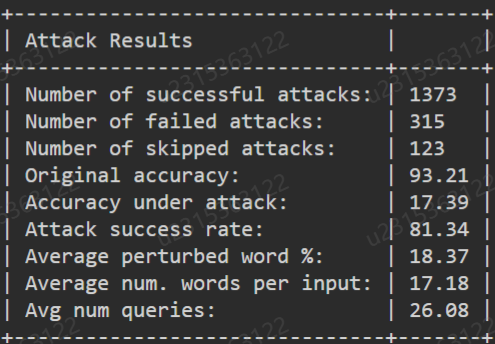 +-------------------------------+-------+
| Attack Results                |       |
+-------------------------------+-------+
| Number of successful attacks: | 1373  |
| Number of failed attacks:     | 315   |
| Number of skipped attacks:    | 123   |
| Original accuracy:            | 93.21 |
| Accuracy under attack:        | 17.39 |
| Attack success rate:          | 81.34 |
| Average perturbed word %:     | 18.37 |
| Average num. words per input: | 17.18 |
| Avg num queries:              | 26.08 |
+-------------------------------+-------+
u2315363122